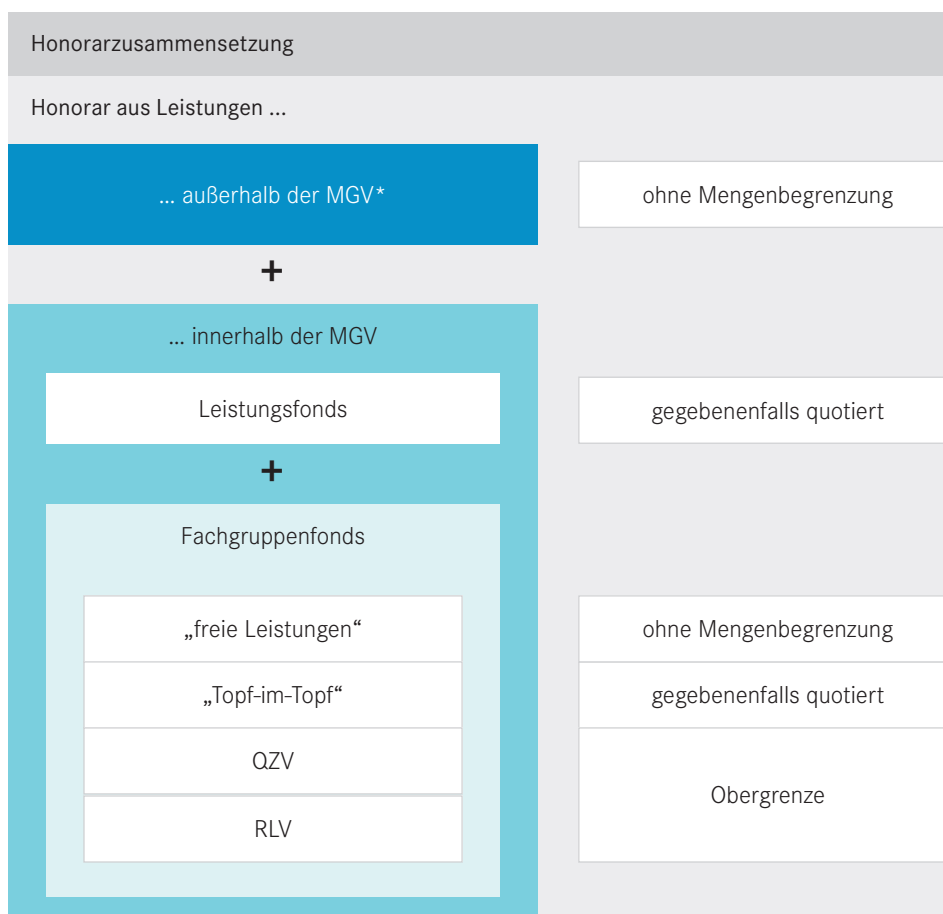 Honorarzusammensetzung
Honorar aus Leistungen ...
... außerhalb der MGV*
ohne Mengenbegrenzung
+
... innerhalb der MGV
Leistungsfonds
gegebenenfalls quotiert
+
Fachgruppenfonds
„freie Leistungen“
ohne Mengenbegrenzung
„Topf-im-Topf“
gegebenenfalls quotiert
QZV
Obergrenze
RLV